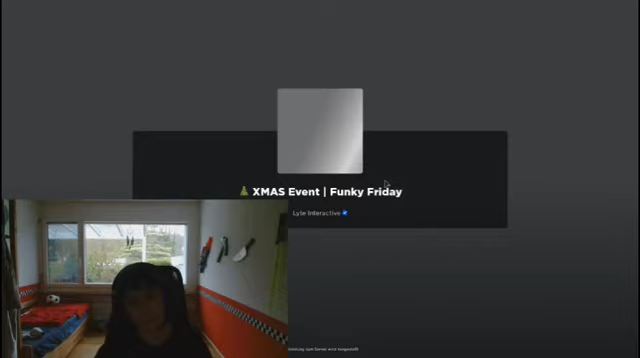 🎄 XMAS Event | Funky Friday
Lyte Interactive